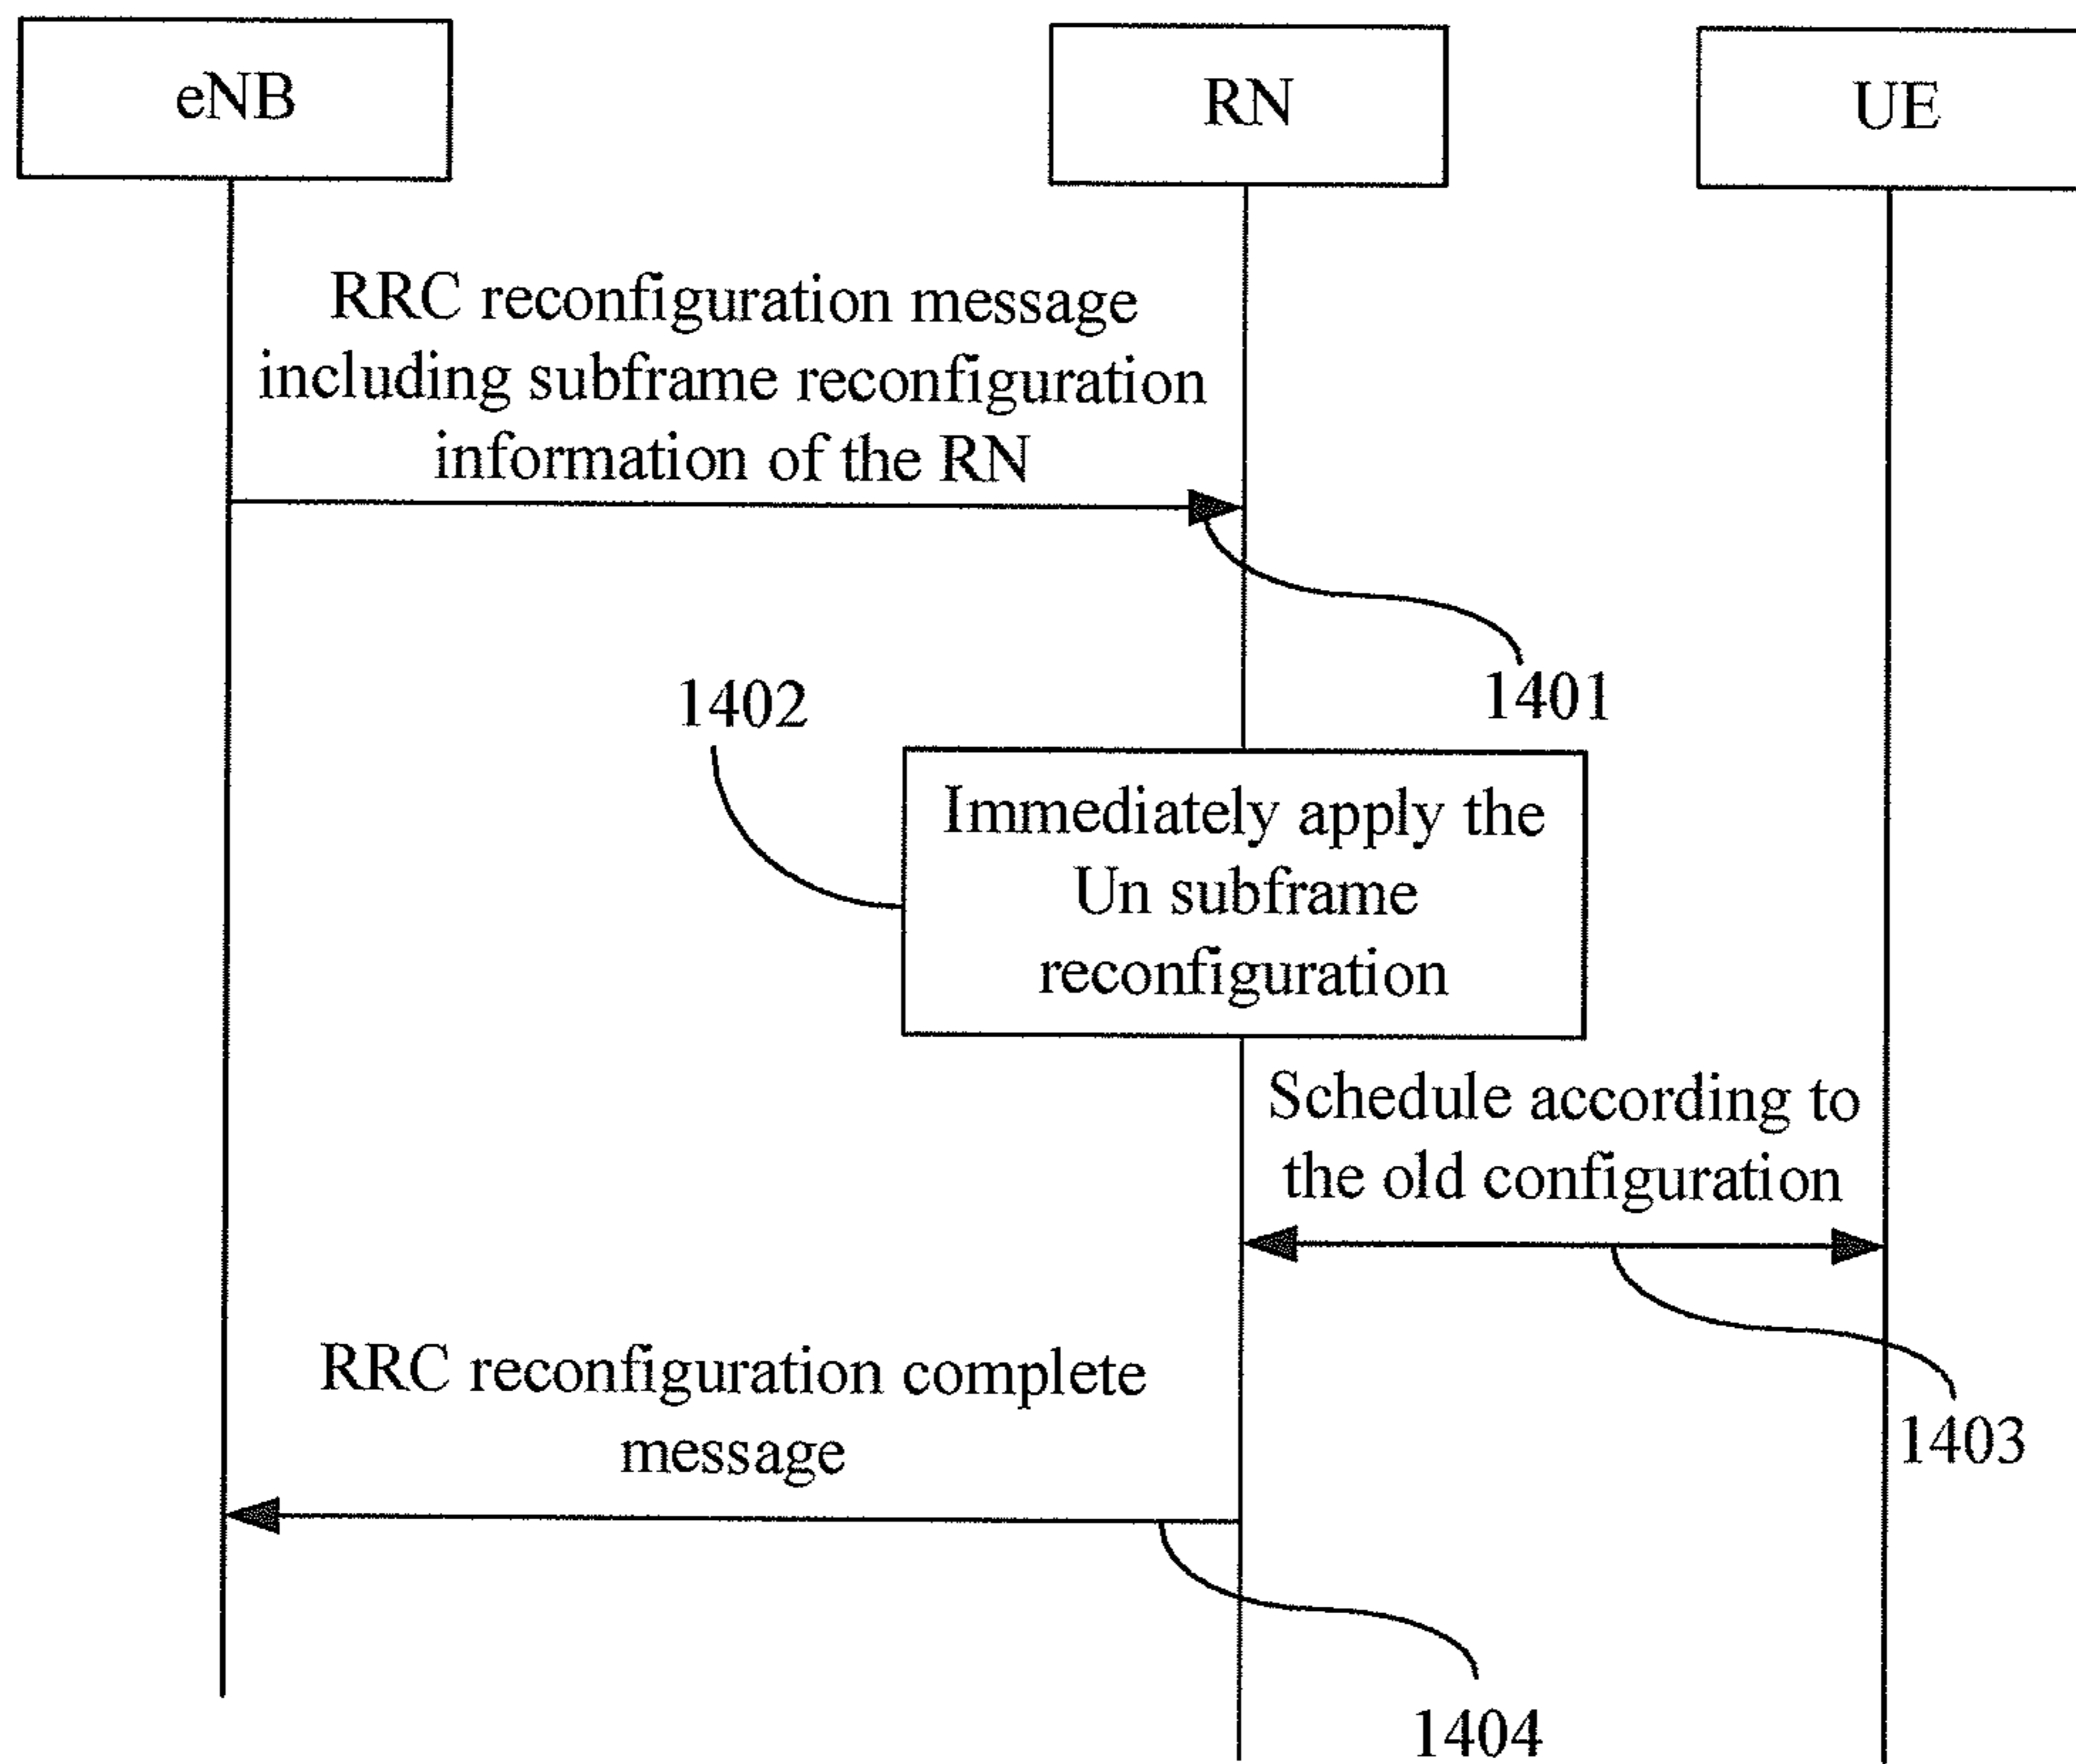 eNB
RN
UE
RRC reconfiguration message
including subframe reconfiguration
information of the RN
1401
1402
Immediately apply the
Un subframe
reconfiguration
Schedule according to
the old configuration
1403
RRC reconfiguration complete
message
1404